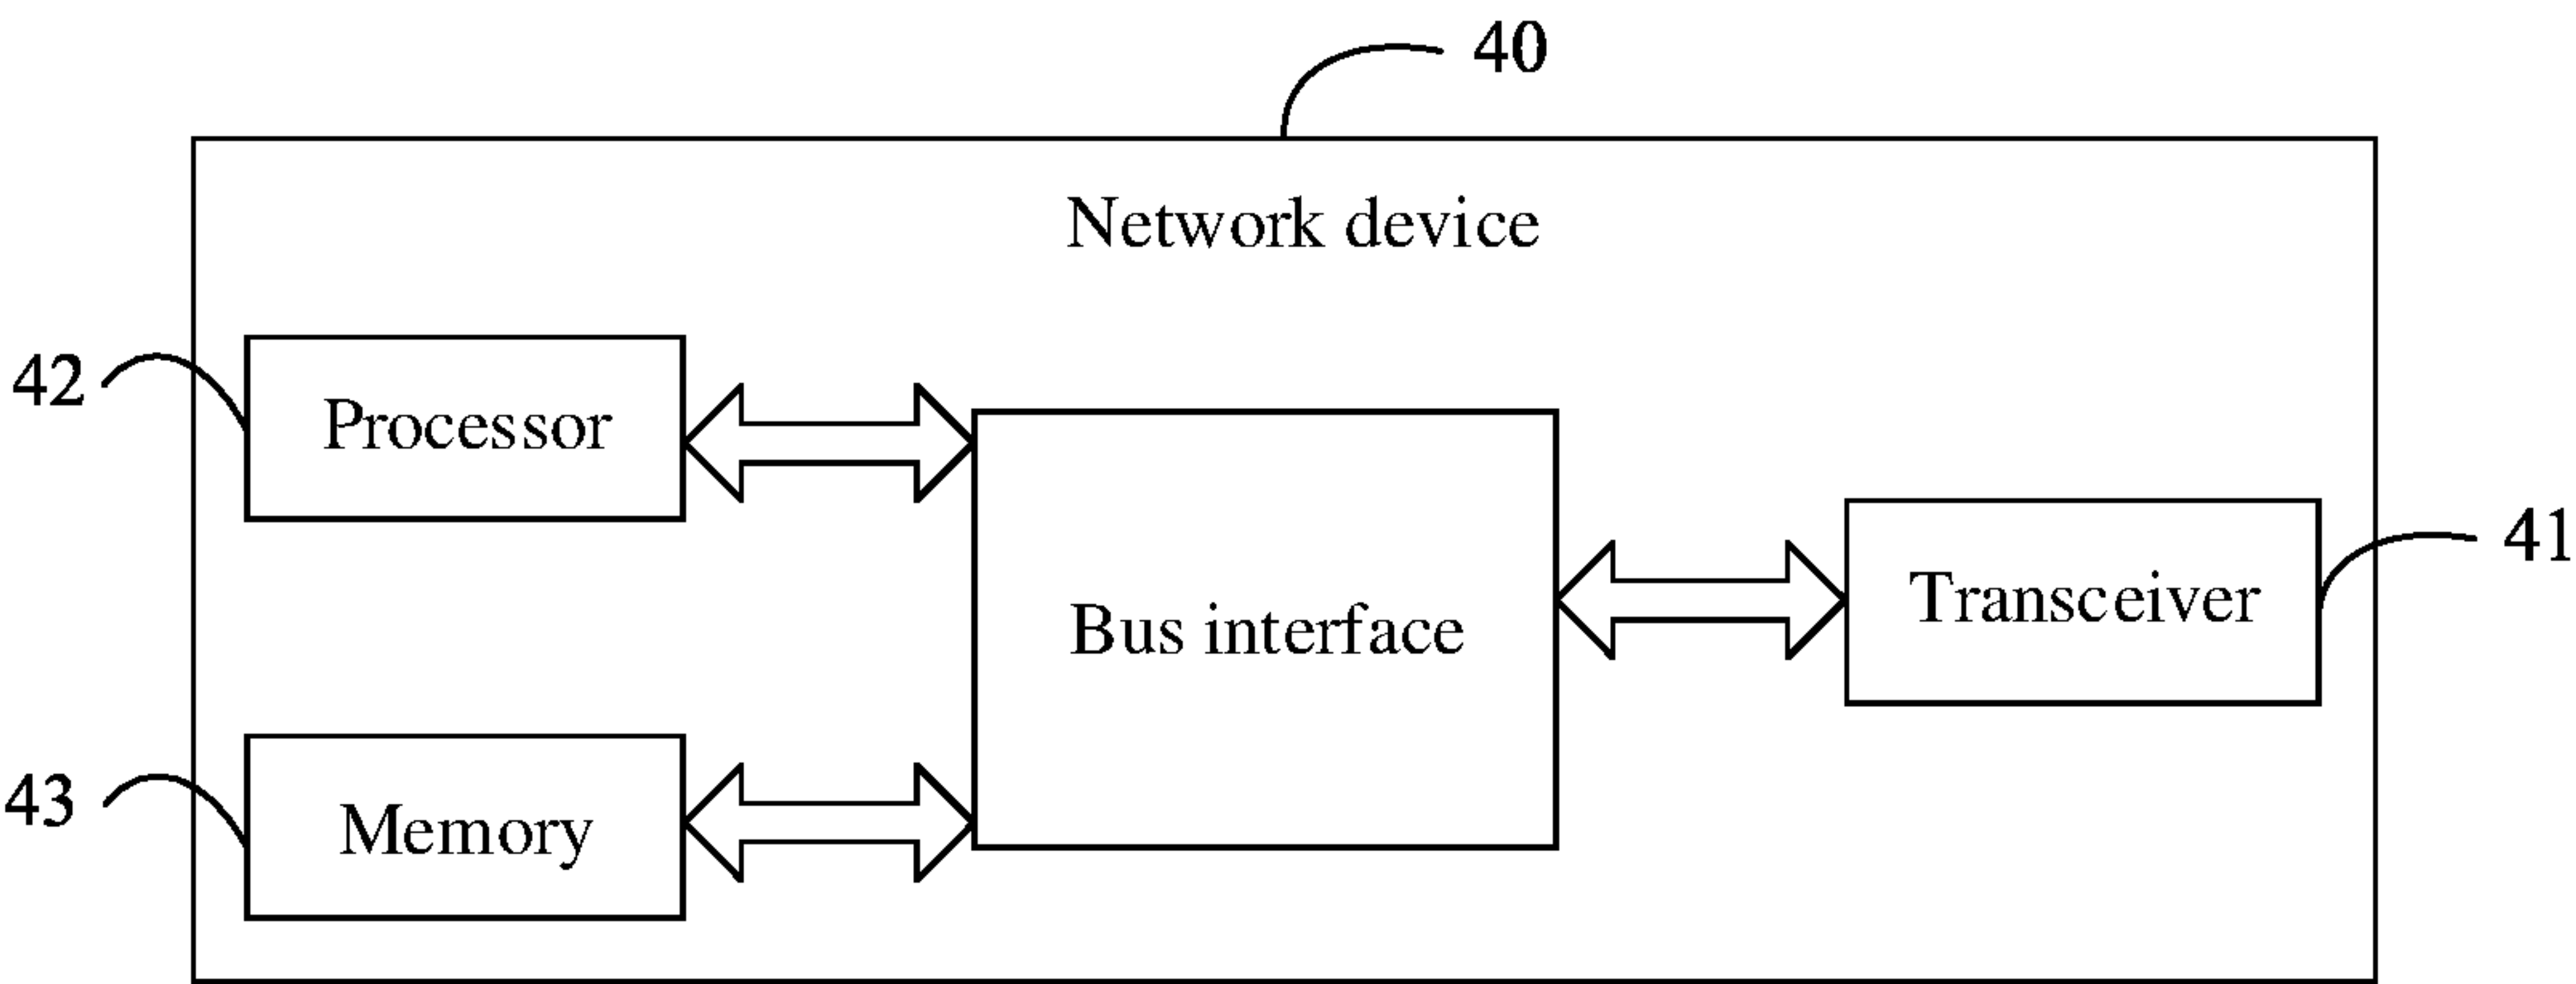 40
Network device
42
Processor
Bus interface
Transceiver
41
43
Memory